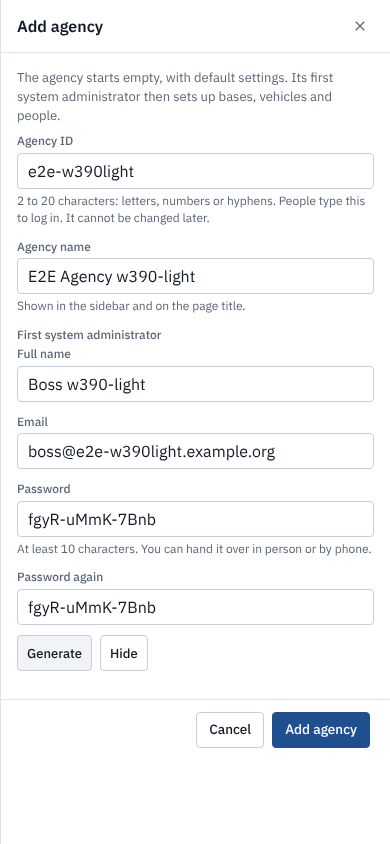 Add agency
The agency starts empty, with default settings. Its first
system administrator then sets up bases, vehicles and
people.
Agency ID
e2e-w390light
2 to 20 characters: letters, numbers or hyphens. People type this
to log in. It cannot be changed later.
Agency name
E2E Agency w390-light
Shown in the sidebar and on the page title.
First system administrator
Full name
Boss w390-light
Email
boss@e2e-w390light.example.org
Password
fgyR-uMmK-7Bnb
At least 10 characters. You can hand it over in person or by phone.
Password again
fgyR-uMmK-7Bnb
Generate Hide
Cancel Add agency